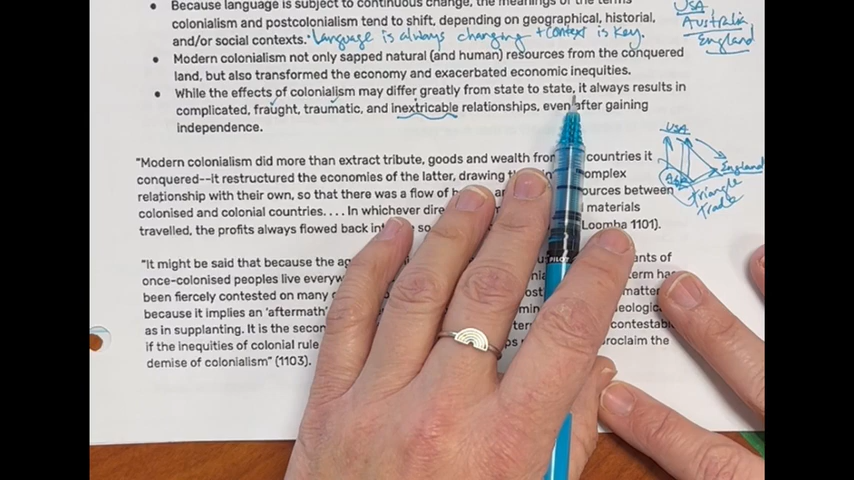 Because language is subject to continuous change, the meanings of the terms
colonialism and postcolonialism tend to shift, depending on geographical, historical,
and/or social contexts. • Language is always changing + context is key.
USA
Australia
England
Modern colonialism not only sapped natural (and human) resources from the conquered
land, but also transformed the economy and exacerbated economic inequities.
While the effects of colonialism may differ greatly from state to state, it always results in
complicated, fraught, traumatic, and inextricable relationships, even after gaining
independence.
USA
England
Triangle
Trade
"Modern colonialism did more than extract tribute, goods and wealth from countries it
conquered--it restructured the economies of the latter, drawing complex
relationship with their own, so that there was a flow of between
colonised and colonial countries. . . . In whichever materials
travelled, the profits always flowed back Loomba 1101).
"It might be said that because the of
once-colonised peoples live term
been fiercely contested on many
because it implies an 'aftermath'
as in supplanting. It is the
if the inequities of colonial rule the
demise of colonialism" (1103).
PILOT